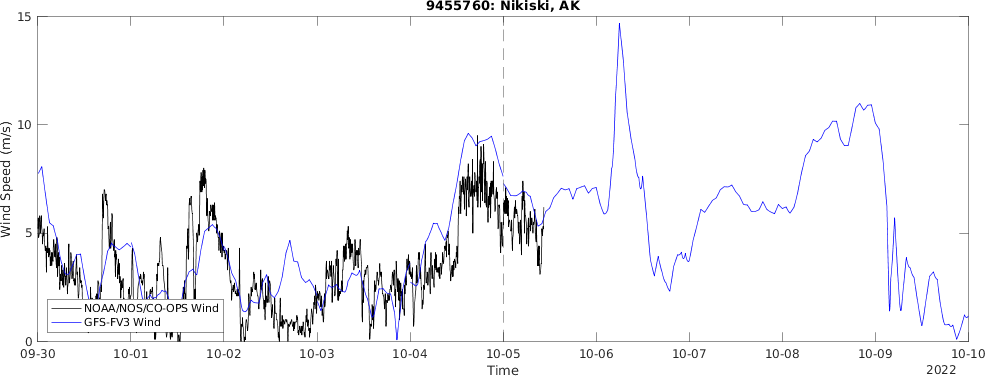 9455760: Nikiski, AK
15
10
5
0
Wind Speed (m/s)
NOAA/NOS/CO-OPS Wind
GFS-FV3 Wind
09-30 10-01 10-02 10-03 10-04 10-05 10-06 10-07 10-08 10-09 10-10
Time
2022